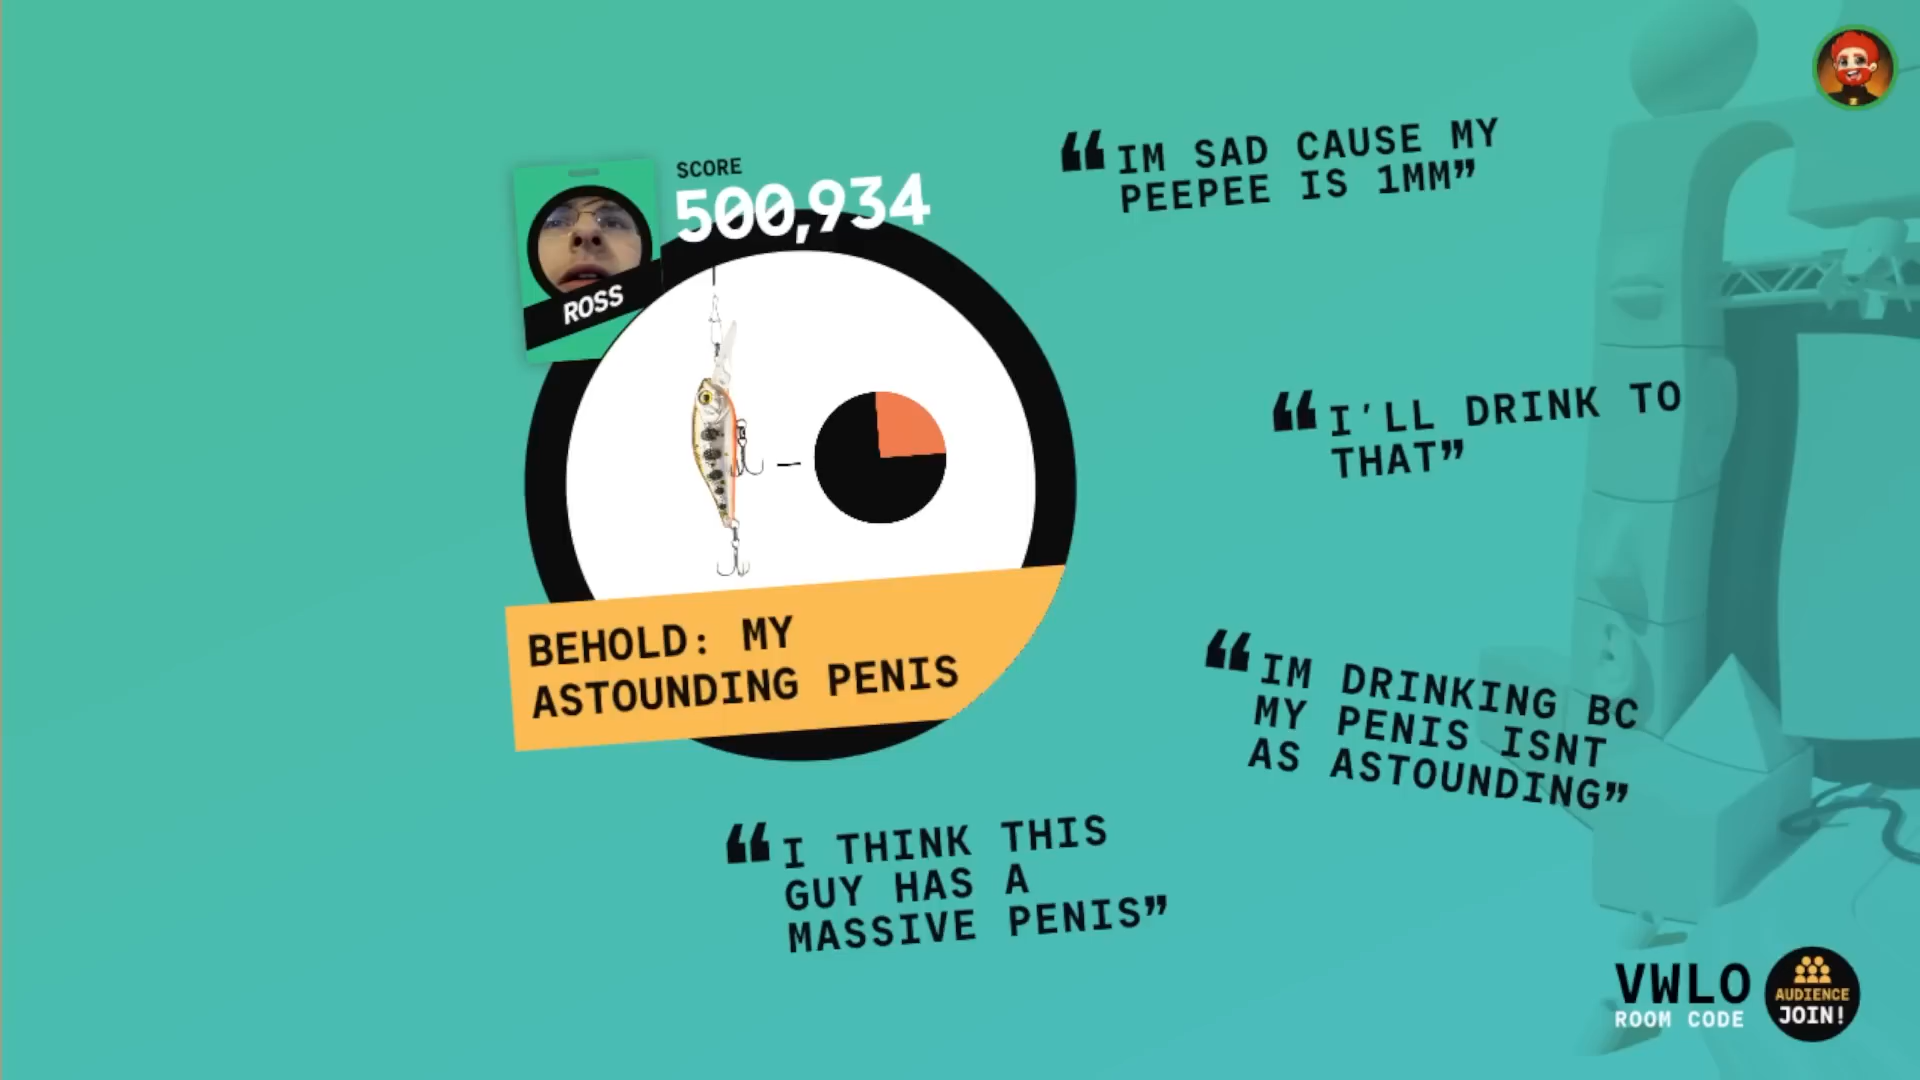 SCORE
500,934
ROSS
BEHOLD: MY
ASTOUNDING PENIS
“IM SAD CAUSE MY
PEEPEE IS 1MM”
“I'LL DRINK TO
THAT”
“IM DRINKING BC
MY PENIS ISNT
AS ASTOUNDING”
“I THINK THIS
GUY HAS A
MASSIVE PENIS”
VWLO
ROOM CODE
AUDIENCE
JOIN!